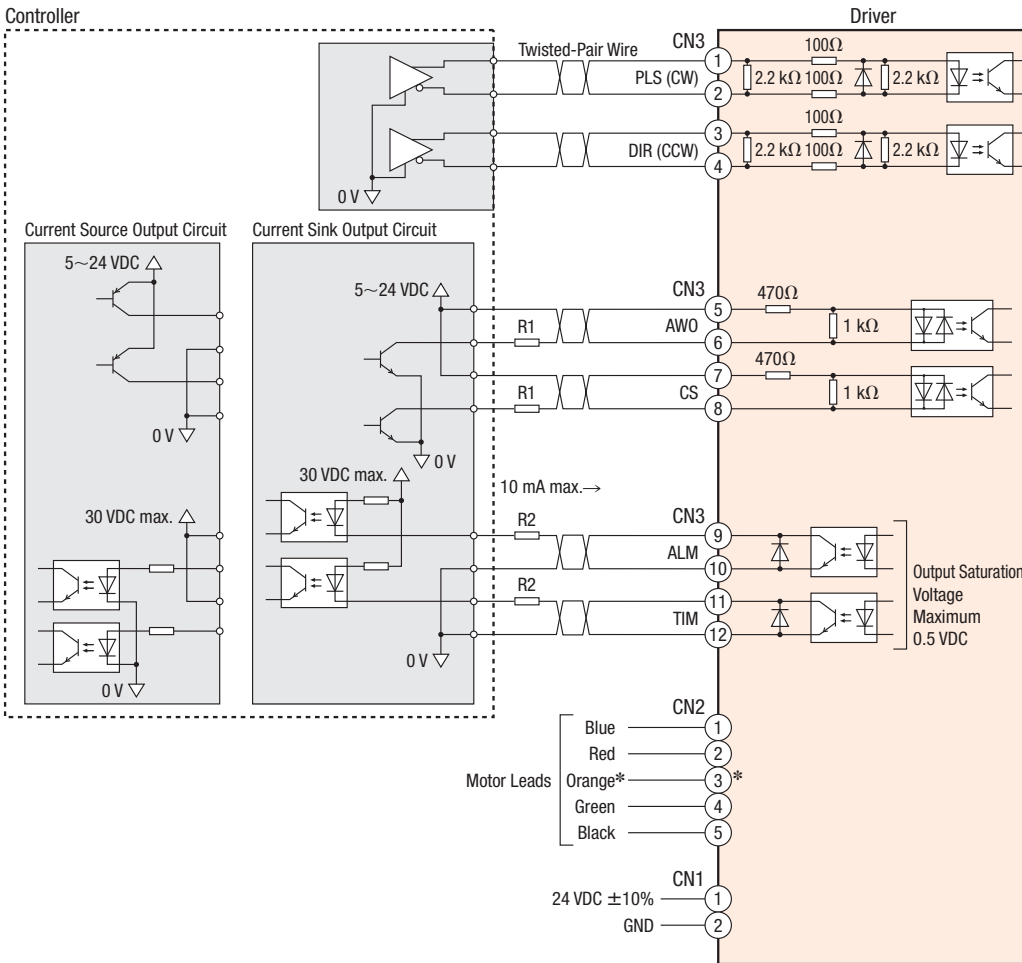 Controller
Driver
Twisted-Pair Wire
CN3
1
PLS (CW)
2
100Ω
2.2 kΩ
100Ω
2.2 kΩ
3
DIR (CCW)
4
100Ω
2.2 kΩ
100Ω
2.2 kΩ
0 V
Current Source Output Circuit
Current Sink Output Circuit
5~24 VDC
0 V
30 VDC max.
0 V
5~24 VDC
0 V
30 VDC max.
0 V
CN3
R1
AWO
5
6
470Ω
1 kΩ
R1
CS
7
8
470Ω
1 kΩ
10 mA max.→
CN3
R2
ALM
9
10
R2
TIM
11
12
Output Saturation
Voltage
Maximum
0.5 VDC
CN2
Motor Leads
Blue
1
Red
2
Orange*
3
*
Green
4
Black
5
CN1
24 VDC ±10%
1
GND
2